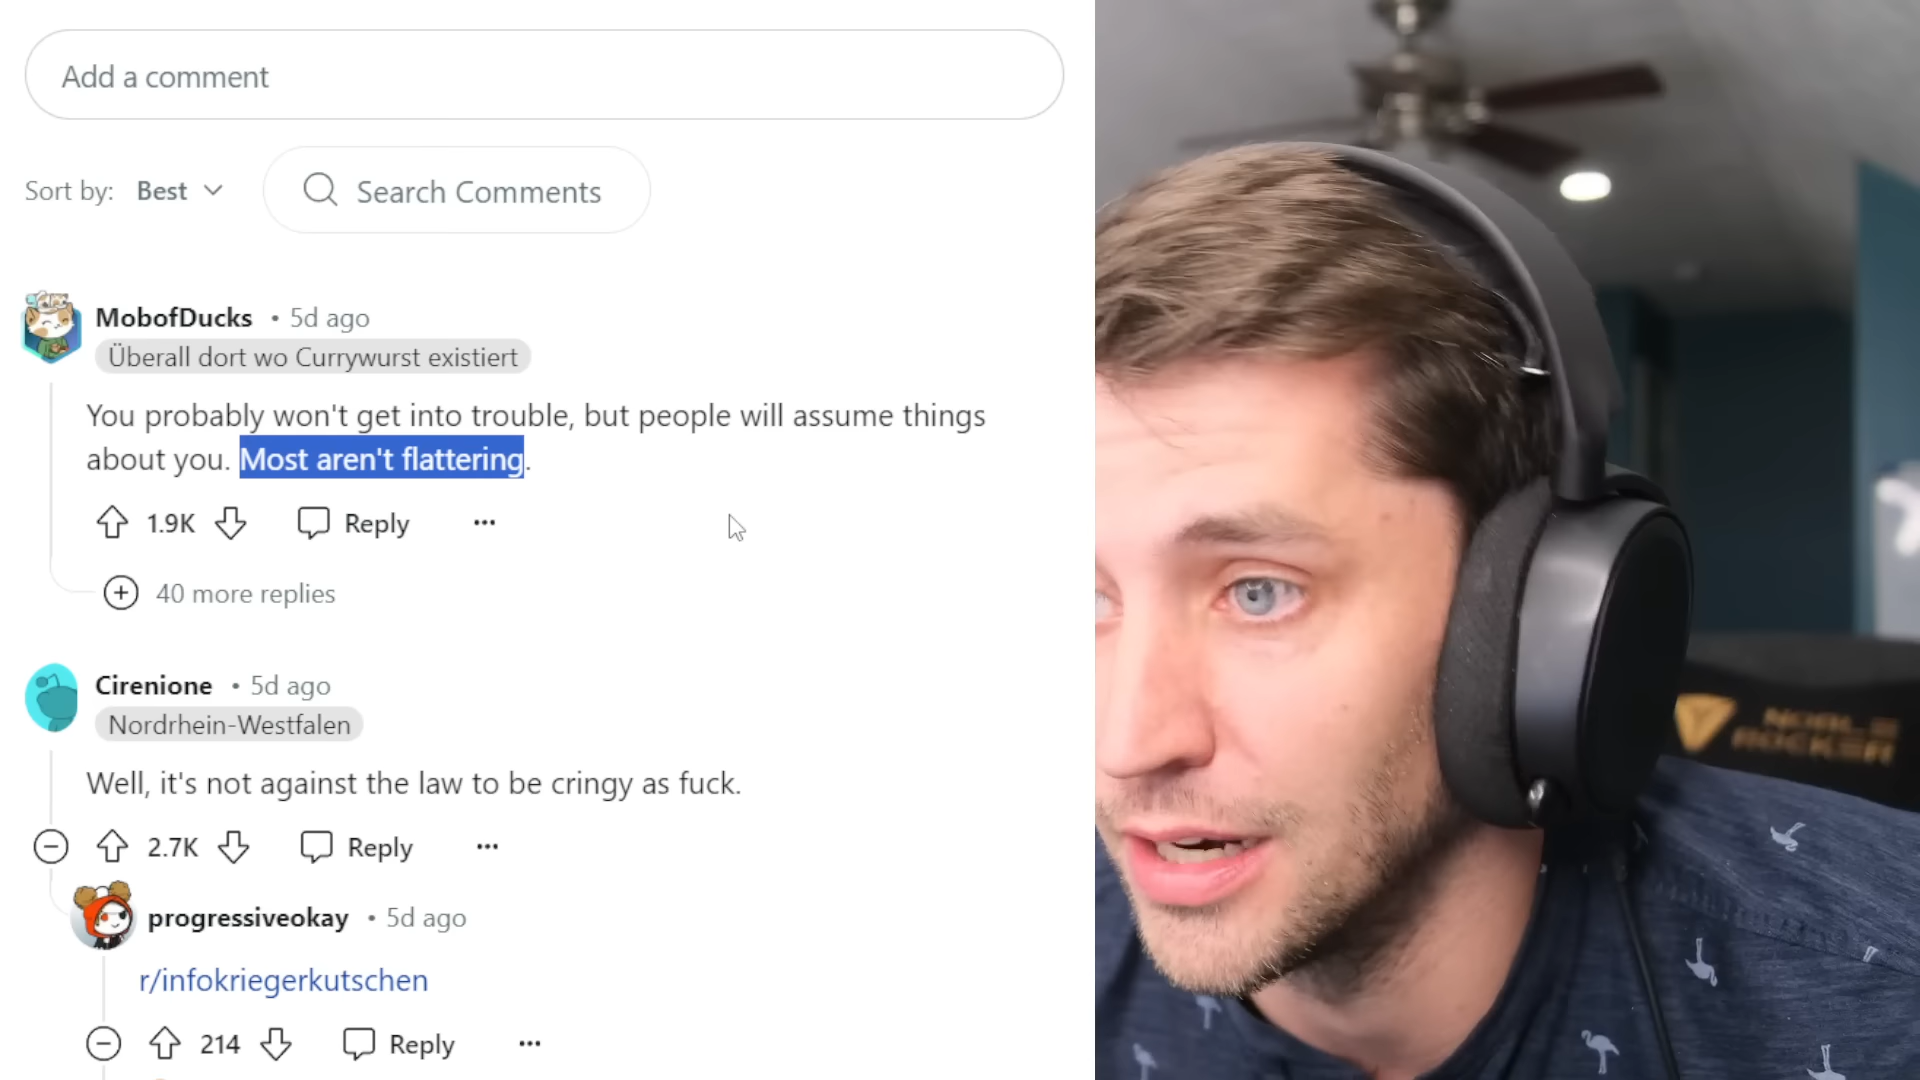 Add a comment
Sort by: Best
Search Comments
MobofDucks • 5d ago
Überall dort wo Currywurst existiert
You probably won't get into trouble, but people will assume things
about you. Most aren't flattering.
1.9K Reply ...
40 more replies
Cirenione • 5d ago
Nordrhein-Westfalen
Well, it's not against the law to be cringy as fuck.
2.7K Reply ...
progressiveokay • 5d ago
r/infokriegerkutschen
214 Reply ...
NOBLE